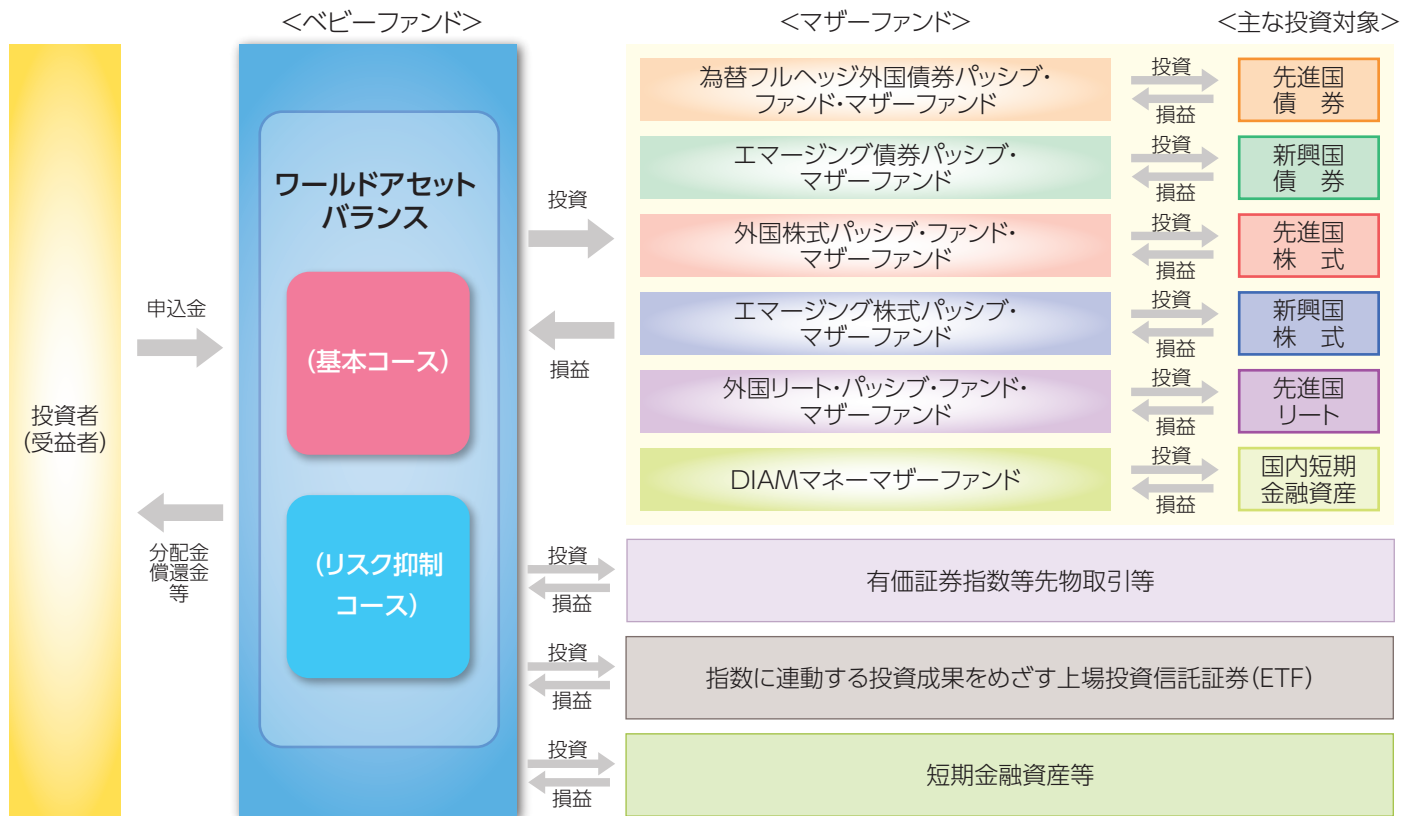 ＜ベビーファンド＞
＜マザーファンド＞
＜主な投資対象＞
投資者
(受益者)
申込金
分配金
償還金
等
ワールドアセット
バランス
(基本コース)
(リスク抑制
コース)
投資
損益
為替フルヘッジ外国債券パッシブ・
ファンド・マザーファンド
投資
損益
先進国
債　券
エマージング債券パッシブ・
マザーファンド
投資
損益
新興国
債　券
外国株式パッシブ・ファンド・
マザーファンド
投資
損益
先進国
株　式
エマージング株式パッシブ・
マザーファンド
投資
損益
新興国
株　式
外国リート・パッシブ・ファンド・
マザーファンド
投資
損益
先進国
リート
DIAMマネーマザーファンド
投資
損益
国内短期
金融資産
投資
損益
有価証券指数等先物取引等
投資
損益
指数に連動する投資成果をめざす上場投資信託証券(ETF)
投資
損益
短期金融資産等